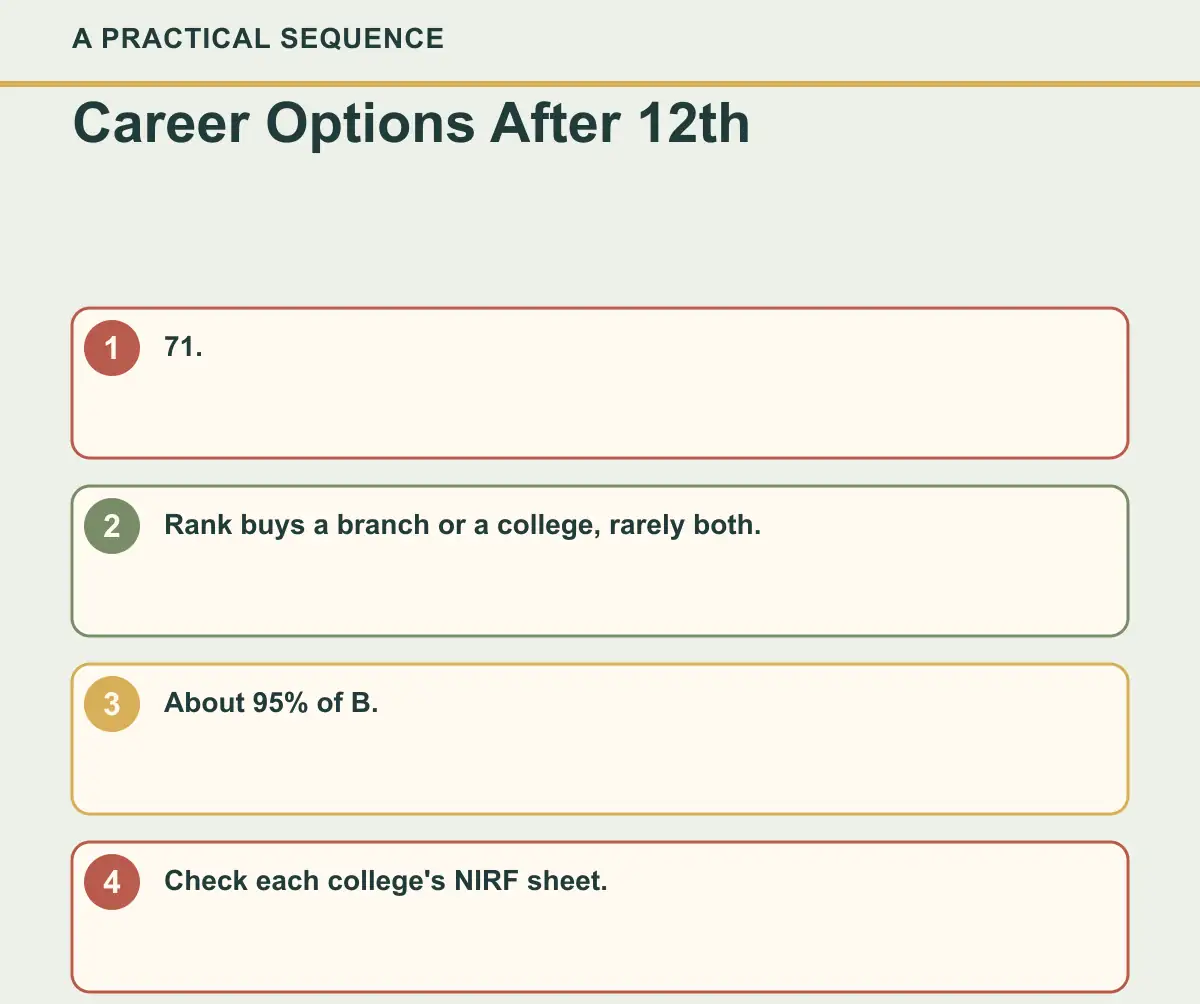 A PRACTICAL SEQUENCE
Career Options After 12th
1 71.
2 Rank buys a branch or a college, rarely both.
3 About 95% of B.
4 Check each college's NIRF sheet.